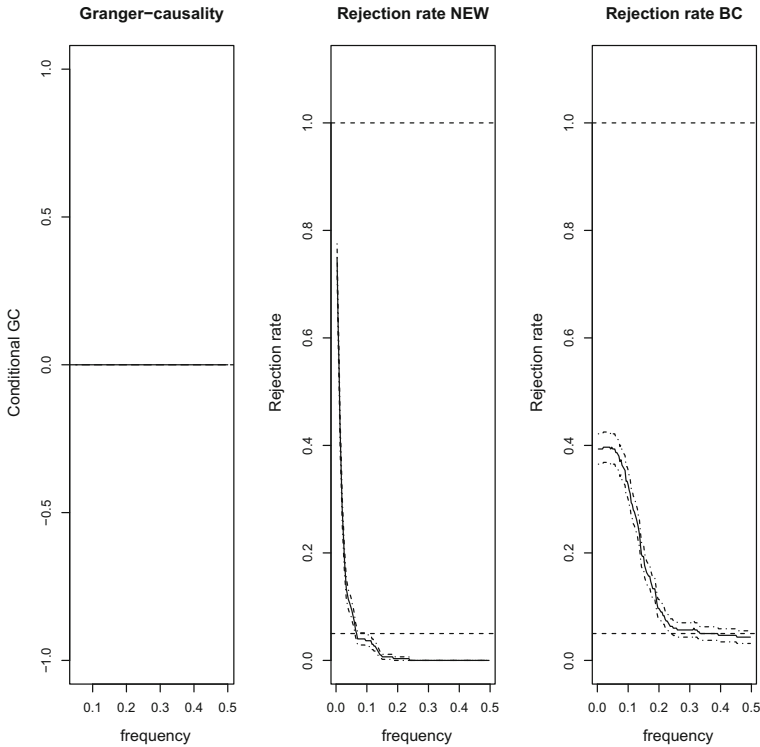 Granger−causality
Rejection rate NEW
Rejection rate BC
Conditional GC
1.0
0.5
0.0
−0.5
−1.0
0.1 0.2 0.3 0.4 0.5
frequency
Rejection rate
1.0
0.8
0.6
0.4
0.2
0.0
0.0 0.1 0.2 0.3 0.4 0.5
frequency
Rejection rate
1.0
0.8
0.6
0.4
0.2
0.0
0.0 0.1 0.2 0.3 0.4 0.5
frequency